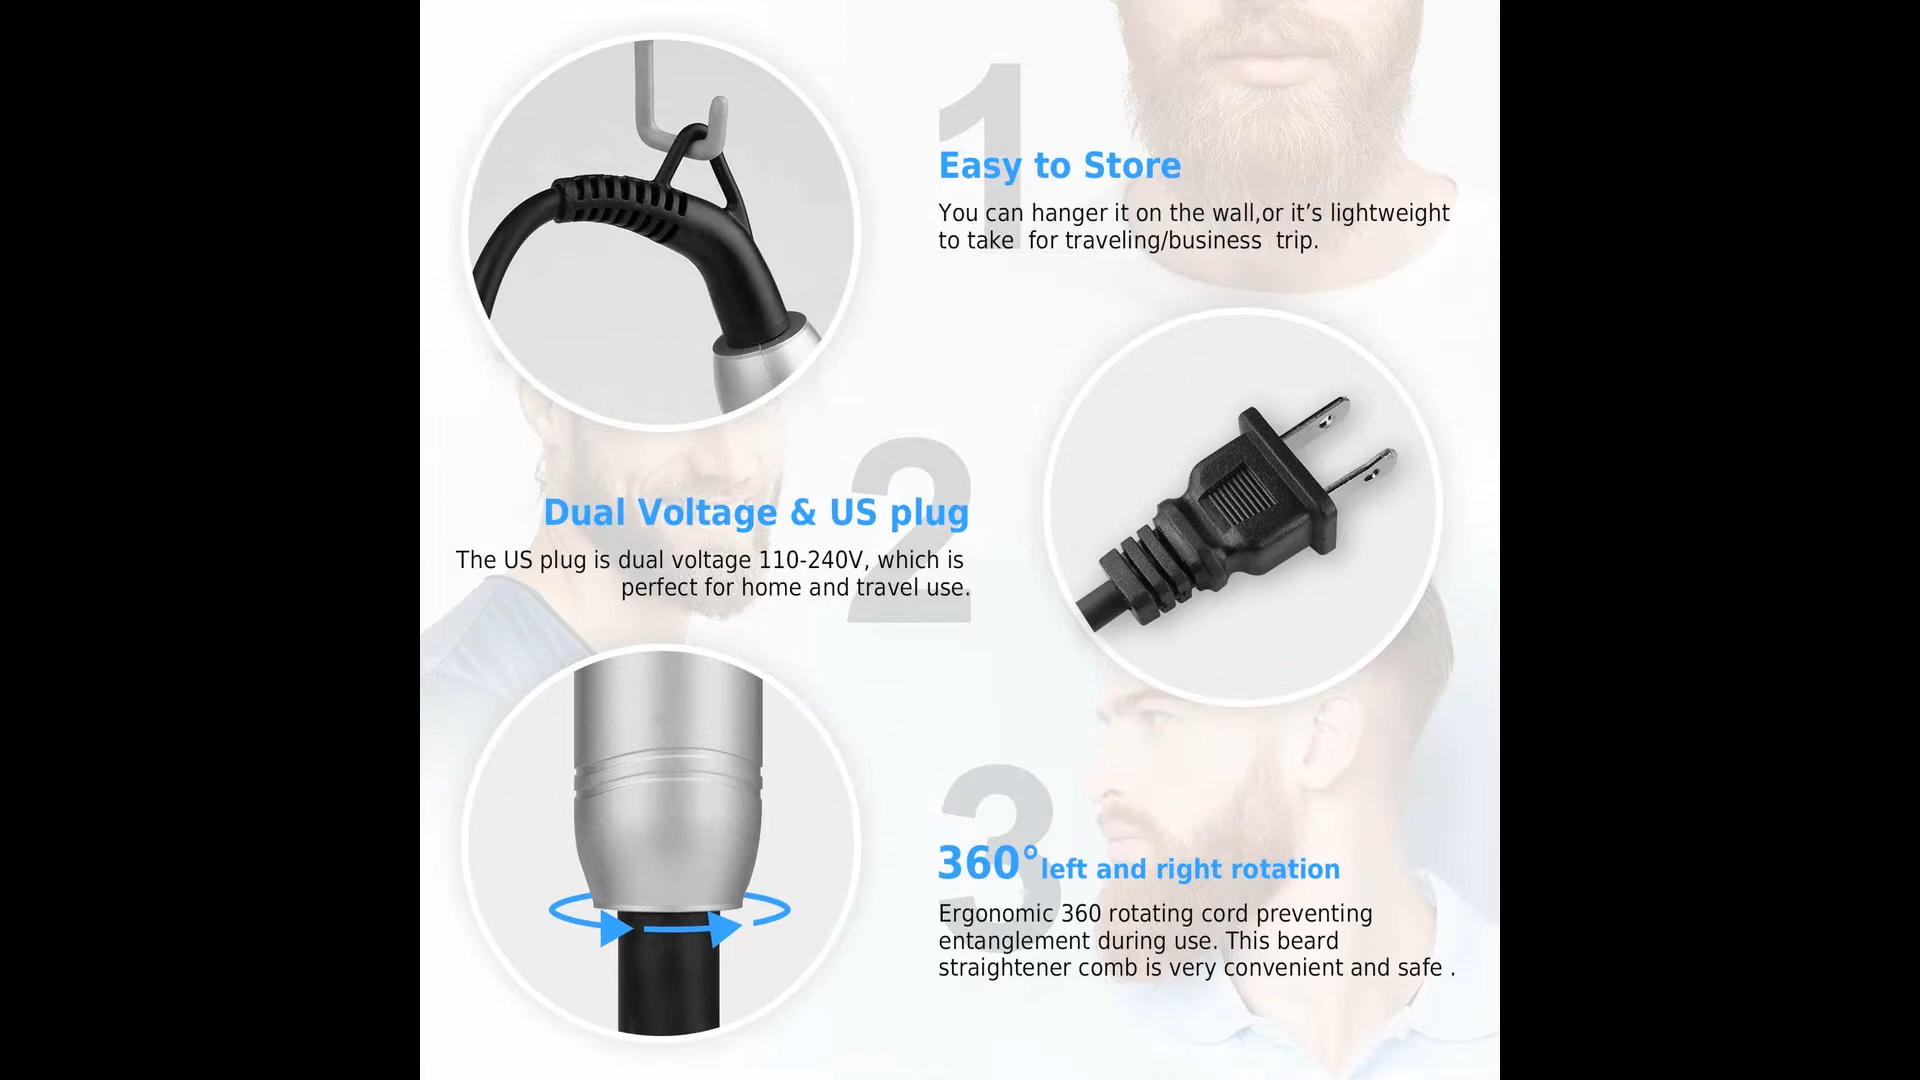 1
Easy to Store
You can hanger it on the wall,or it’s lightweight
to take for traveling/business trip.
2
Dual Voltage & US plug
The US plug is dual voltage 110-240V, which is
perfect for home and travel use.
3
360°left and right rotation
Ergonomic 360 rotating cord preventing
entanglement during use. This beard
straightener comb is very convenient and safe .